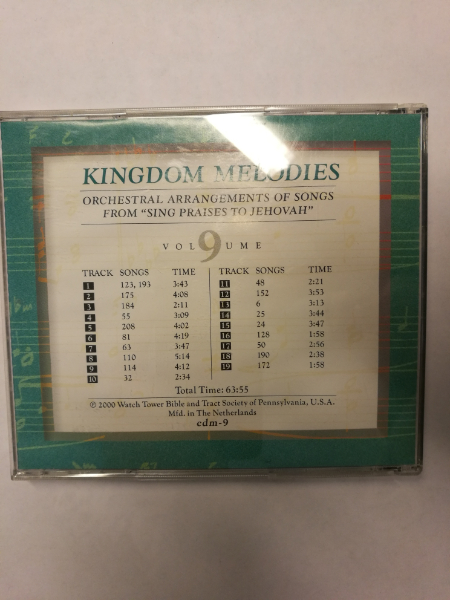 KINGDOM MELODIES
ORCHESTRAL ARRANGEMENTS OF SONGS
FROM "SING PRAISES TO JEHOVAH"
VOL 9 UME
TRACK SONGS TIME
1 123, 193 3:43
2 175 4:08
3 184 2:11
4 55 3:09
5 208 4:02
6 81 4:19
7 63 3:47
8 110 5:14
9 114 4:12
10 32 2:34
TRACK SONGS TIME
11 48 2:21
12 152 3:53
13 6 3:13
14 25 3:44
15 24 3:47
16 128 1:58
17 50 2:56
18 190 2:38
19 172 1:58
Total Time: 63:55
© 2000 Watch Tower Bible and Tract Society of Pennsylvania, U.S.A.
Mfd. in The Netherlands
cdm-9